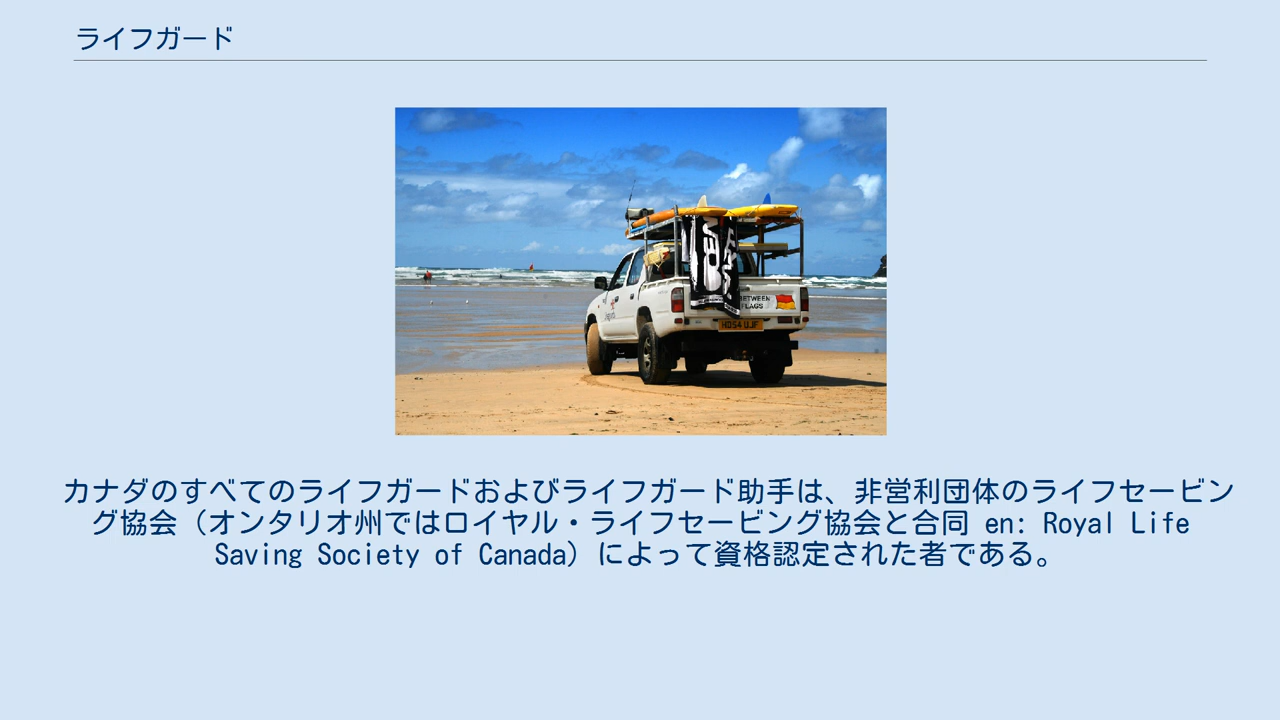 ライフガード
BETWEEN
FLAGS
HD54 UJF
カナダのすべてのライフガードおよびライフガード助手は、非営利団体のライフセービン
グ協会（オンタリオ州ではロイヤル・ライフセービング協会と合同 en: Royal Life
Saving Society of Canada）によって資格認定された者である。